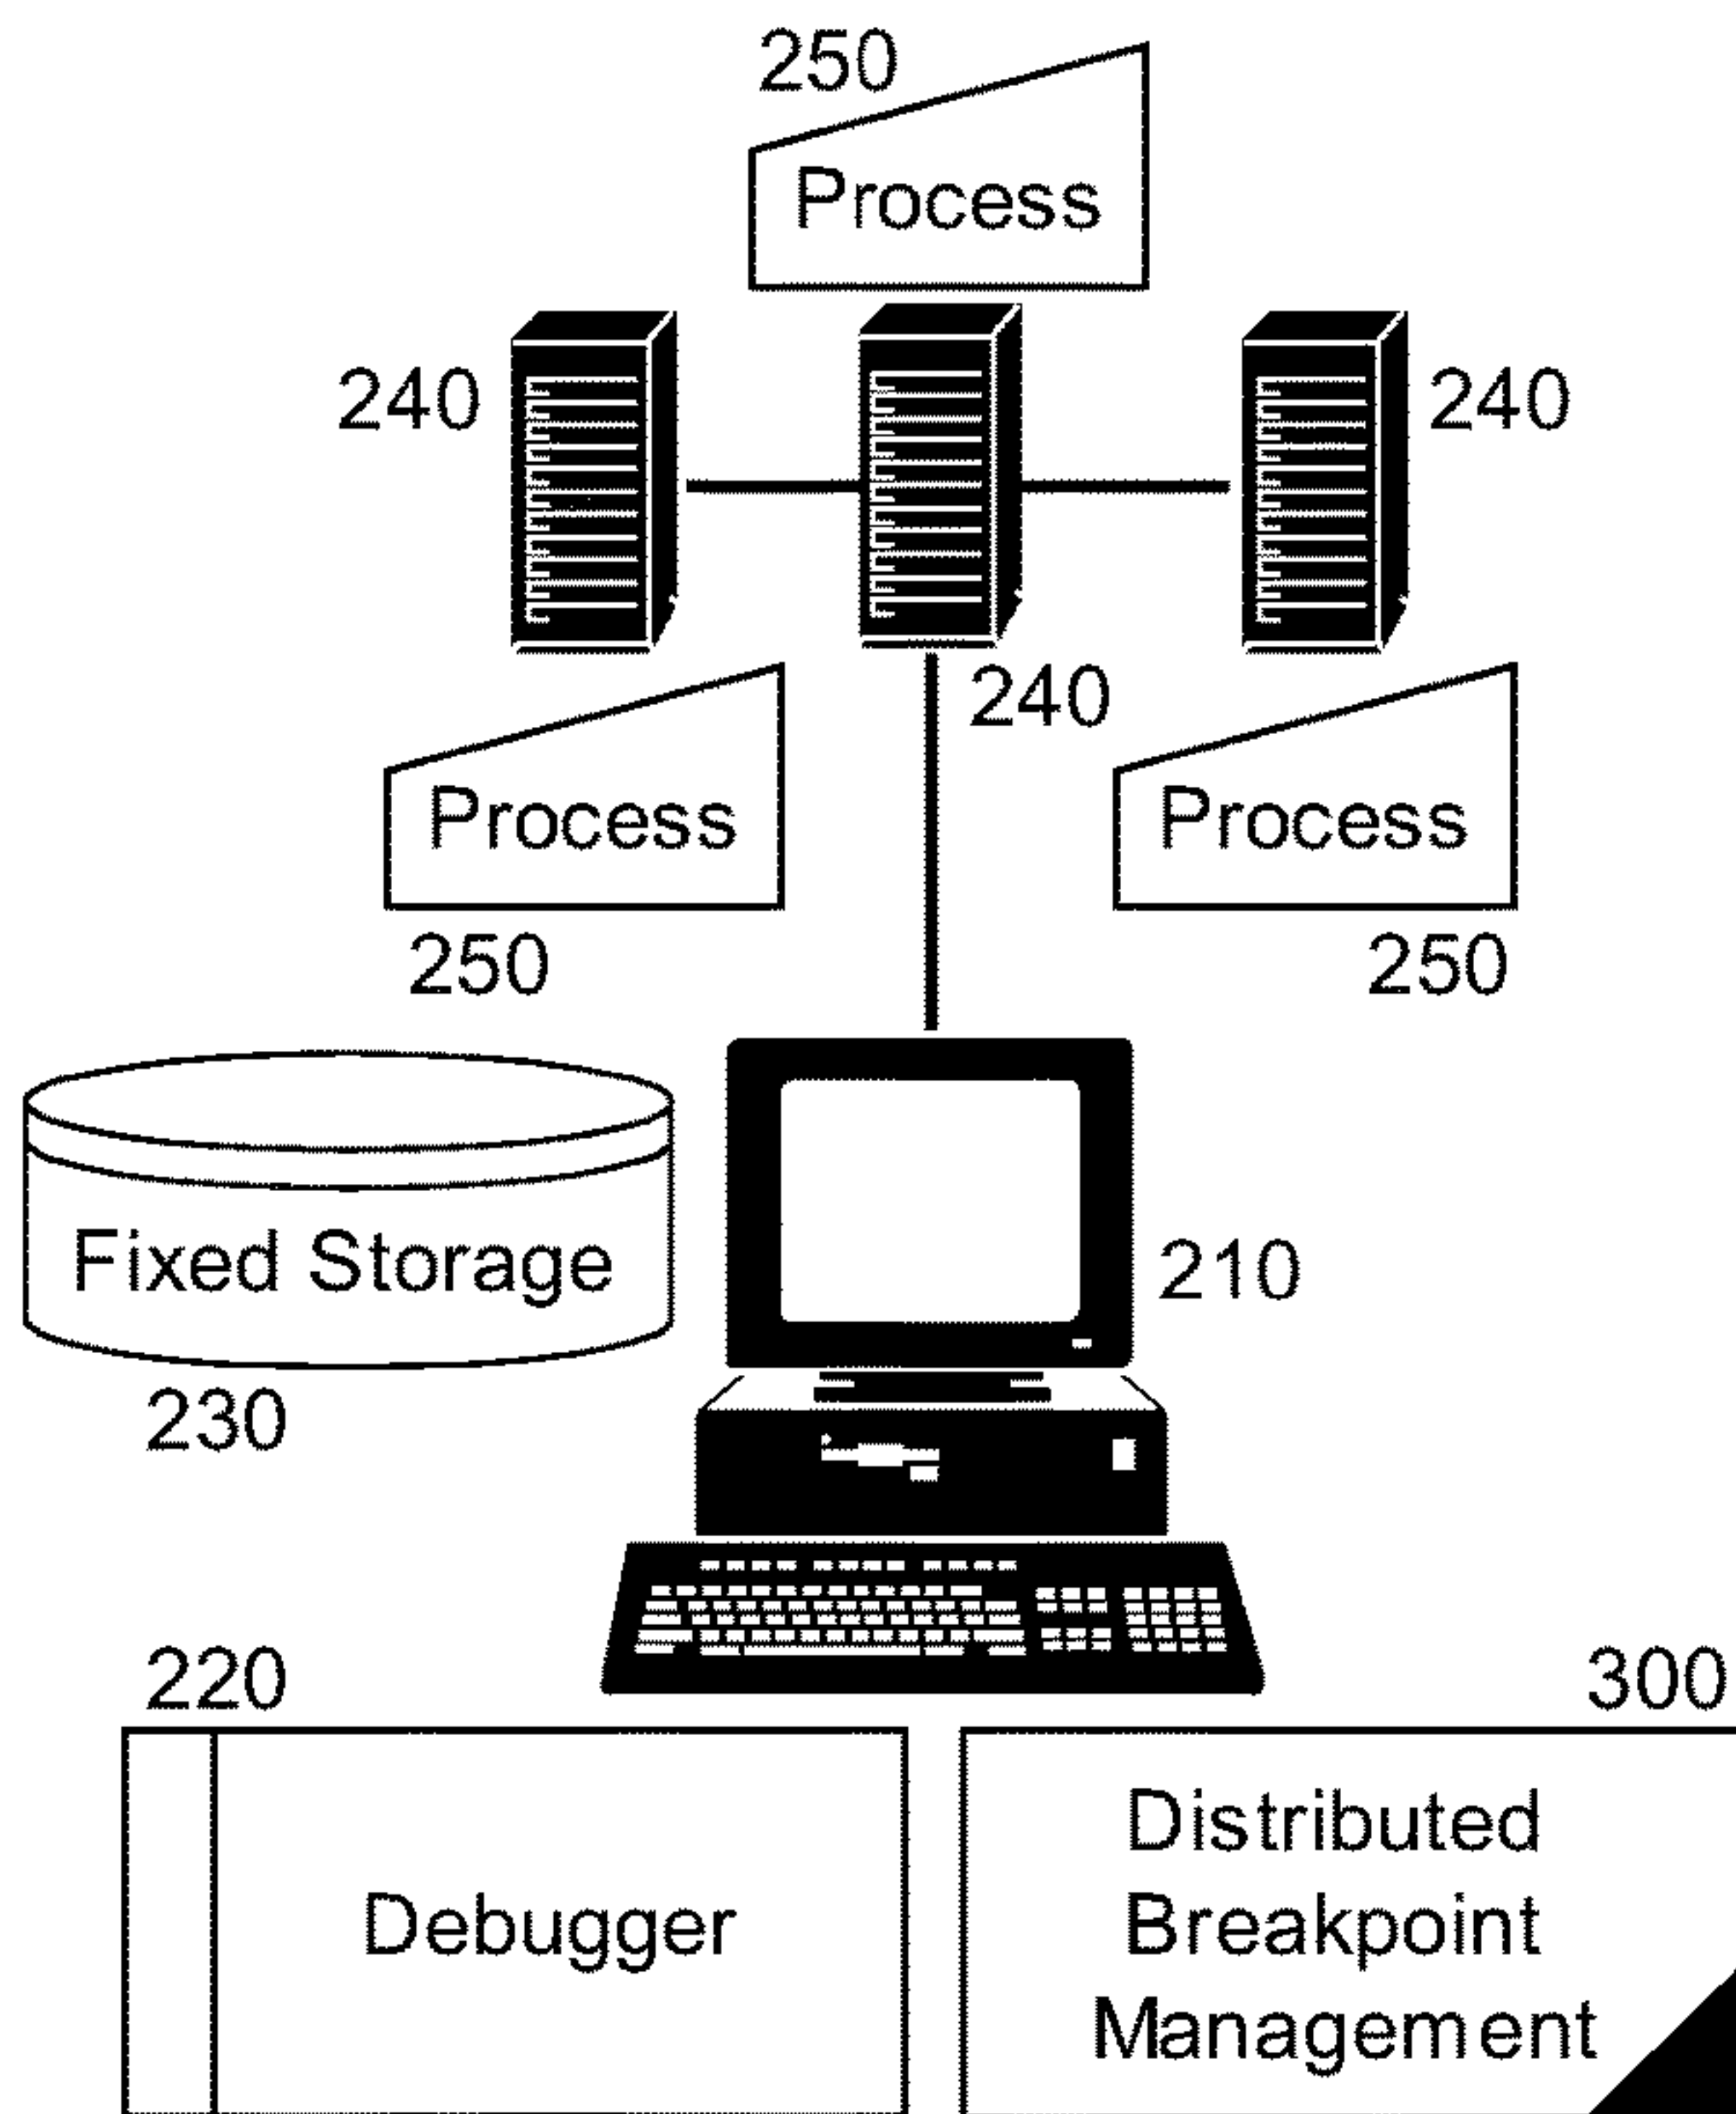 250
Process
240
240
240
Process
Process
250
250
Fixed Storage
210
230
220
300
Debugger
Distributed
Breakpoint
Management